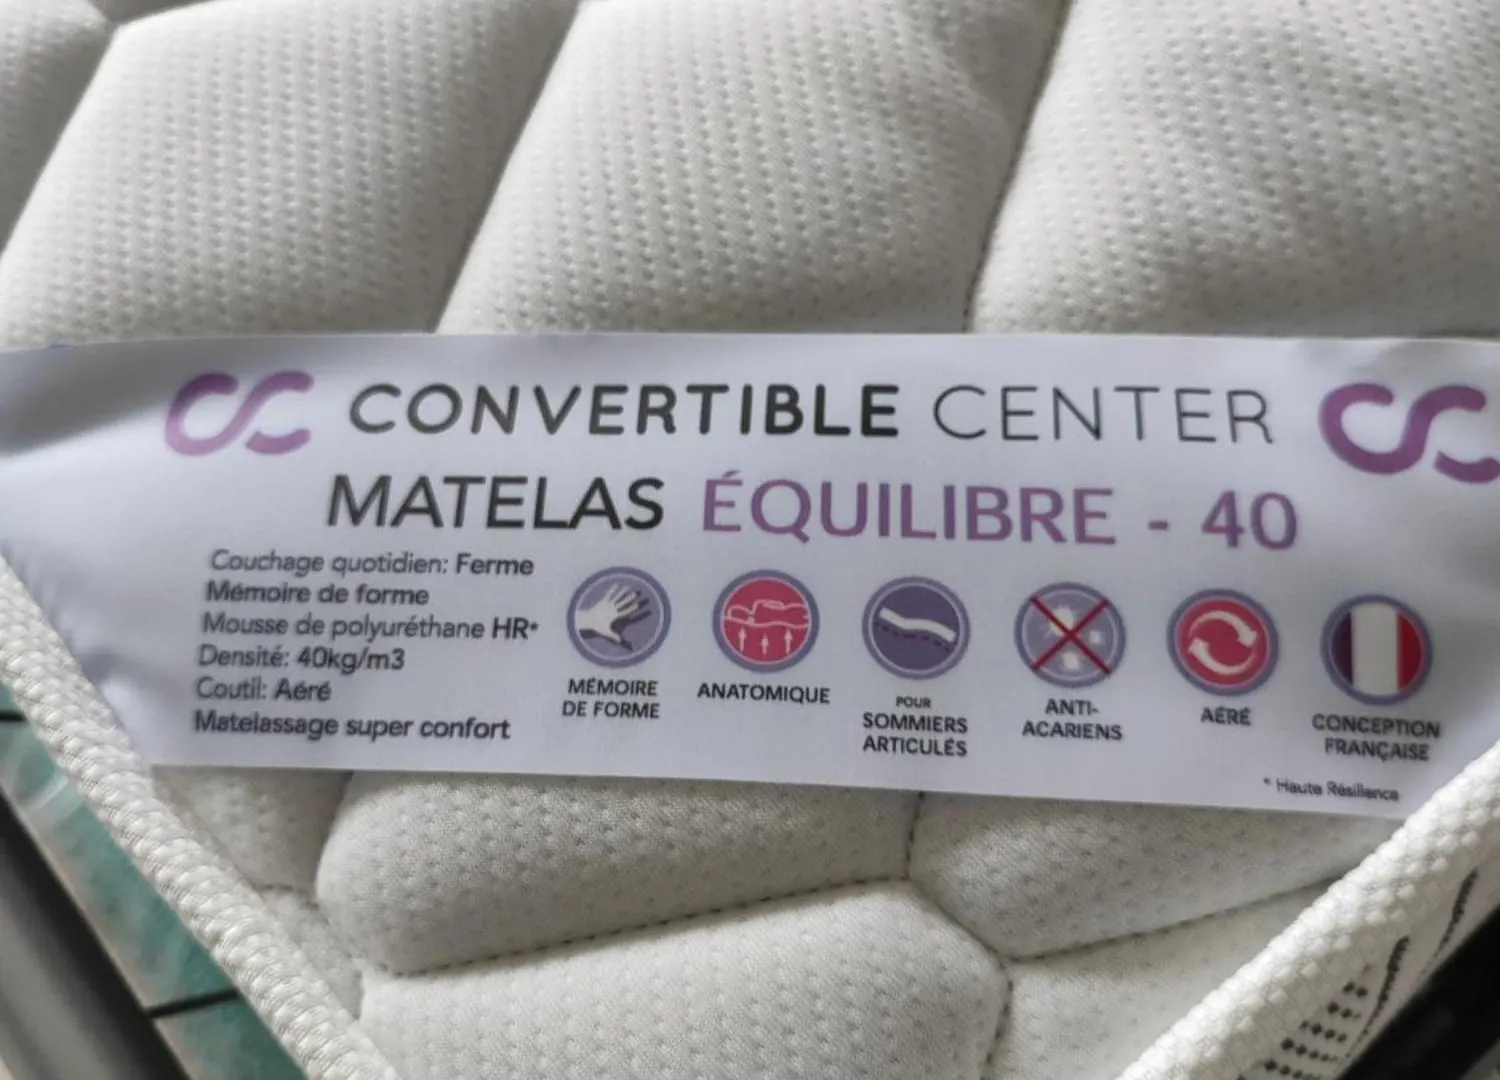 CONVERTIBLE CENTER
MATELAS ÉQUILIBRE - 40
Couchage quotidien: Ferme
Mémoire de forme
Mousse de polyuréthane HR*
Densité: 40kg/m3
Coutil: Aéré
Matelassage super confort
MÉMOIRE
DE FORME
ANATOMIQUE
POUR
SOMMIERS
ARTICULÉS
ANTI-
ACARIENS
AÉRÉ
CONCEPTION
FRANÇAISE
* Haute Résilience